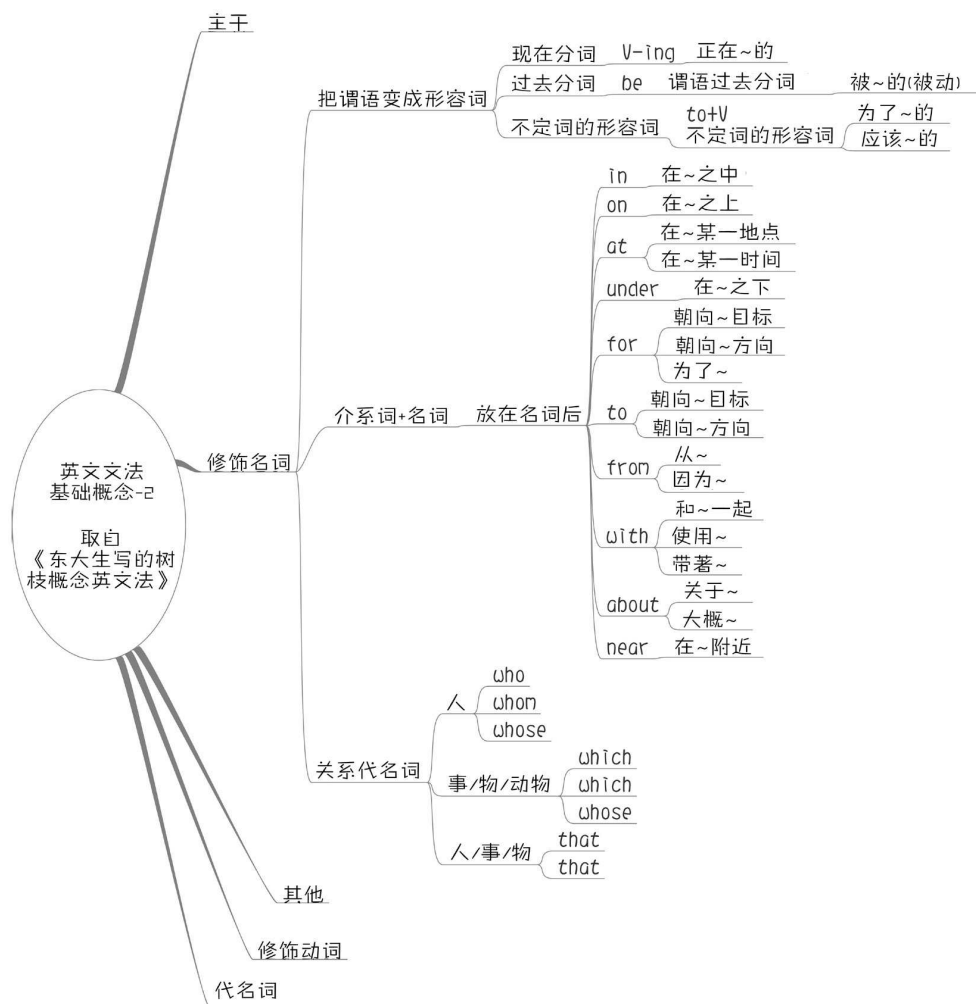 主干
英文文法
基础概念-2
取自
《东大生写的树
枝概念英文法》
修饰名词
把谓语变成形容词
现在分词 V-ing 正在~的
过去分词 be 谓语过去分词 被~的(被动)
不定词的形容词 to+V
不定词的形容词
为了~的
应该~的
介系词+名词 放在名词后
in 在~之中
on 在~之上
at
在~某一地点
在~某一时间
under 在~之下
for
朝向~目标
朝向~方向
为了~
to
朝向~目标
朝向~方向
from
从~
因为~
with
和~一起
使用~
带著~
about
关于~
大概~
near 在~附近
关系代名词
人
who
whom
whose
事/物/动物
which
which
whose
人/事/物
that
that
其他
修饰动词
代名词